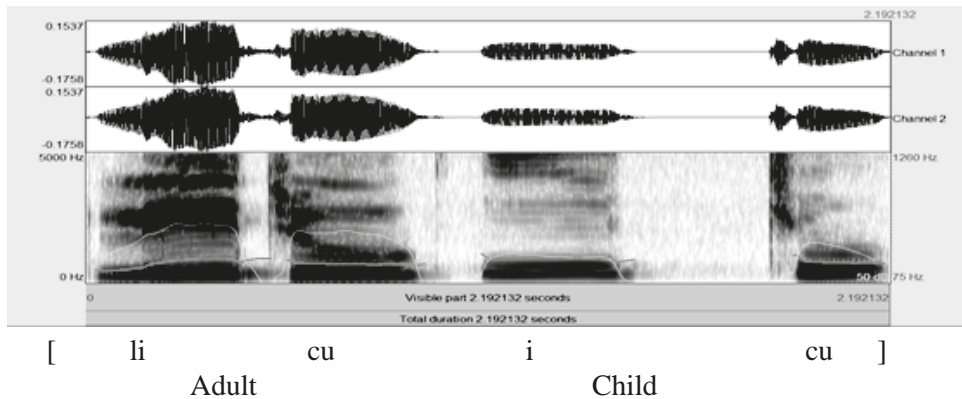 2.192132
0.1537
-0.1758
Channel 1
0.1537
-0.1758
Channel 2
5000 Hz
0 Hz
1260 Hz
50 dB 75 Hz
0 Visible part 2.192132 seconds 2.192132
Total duration 2.192132 seconds
[ li cu i cu ]
Adult Child